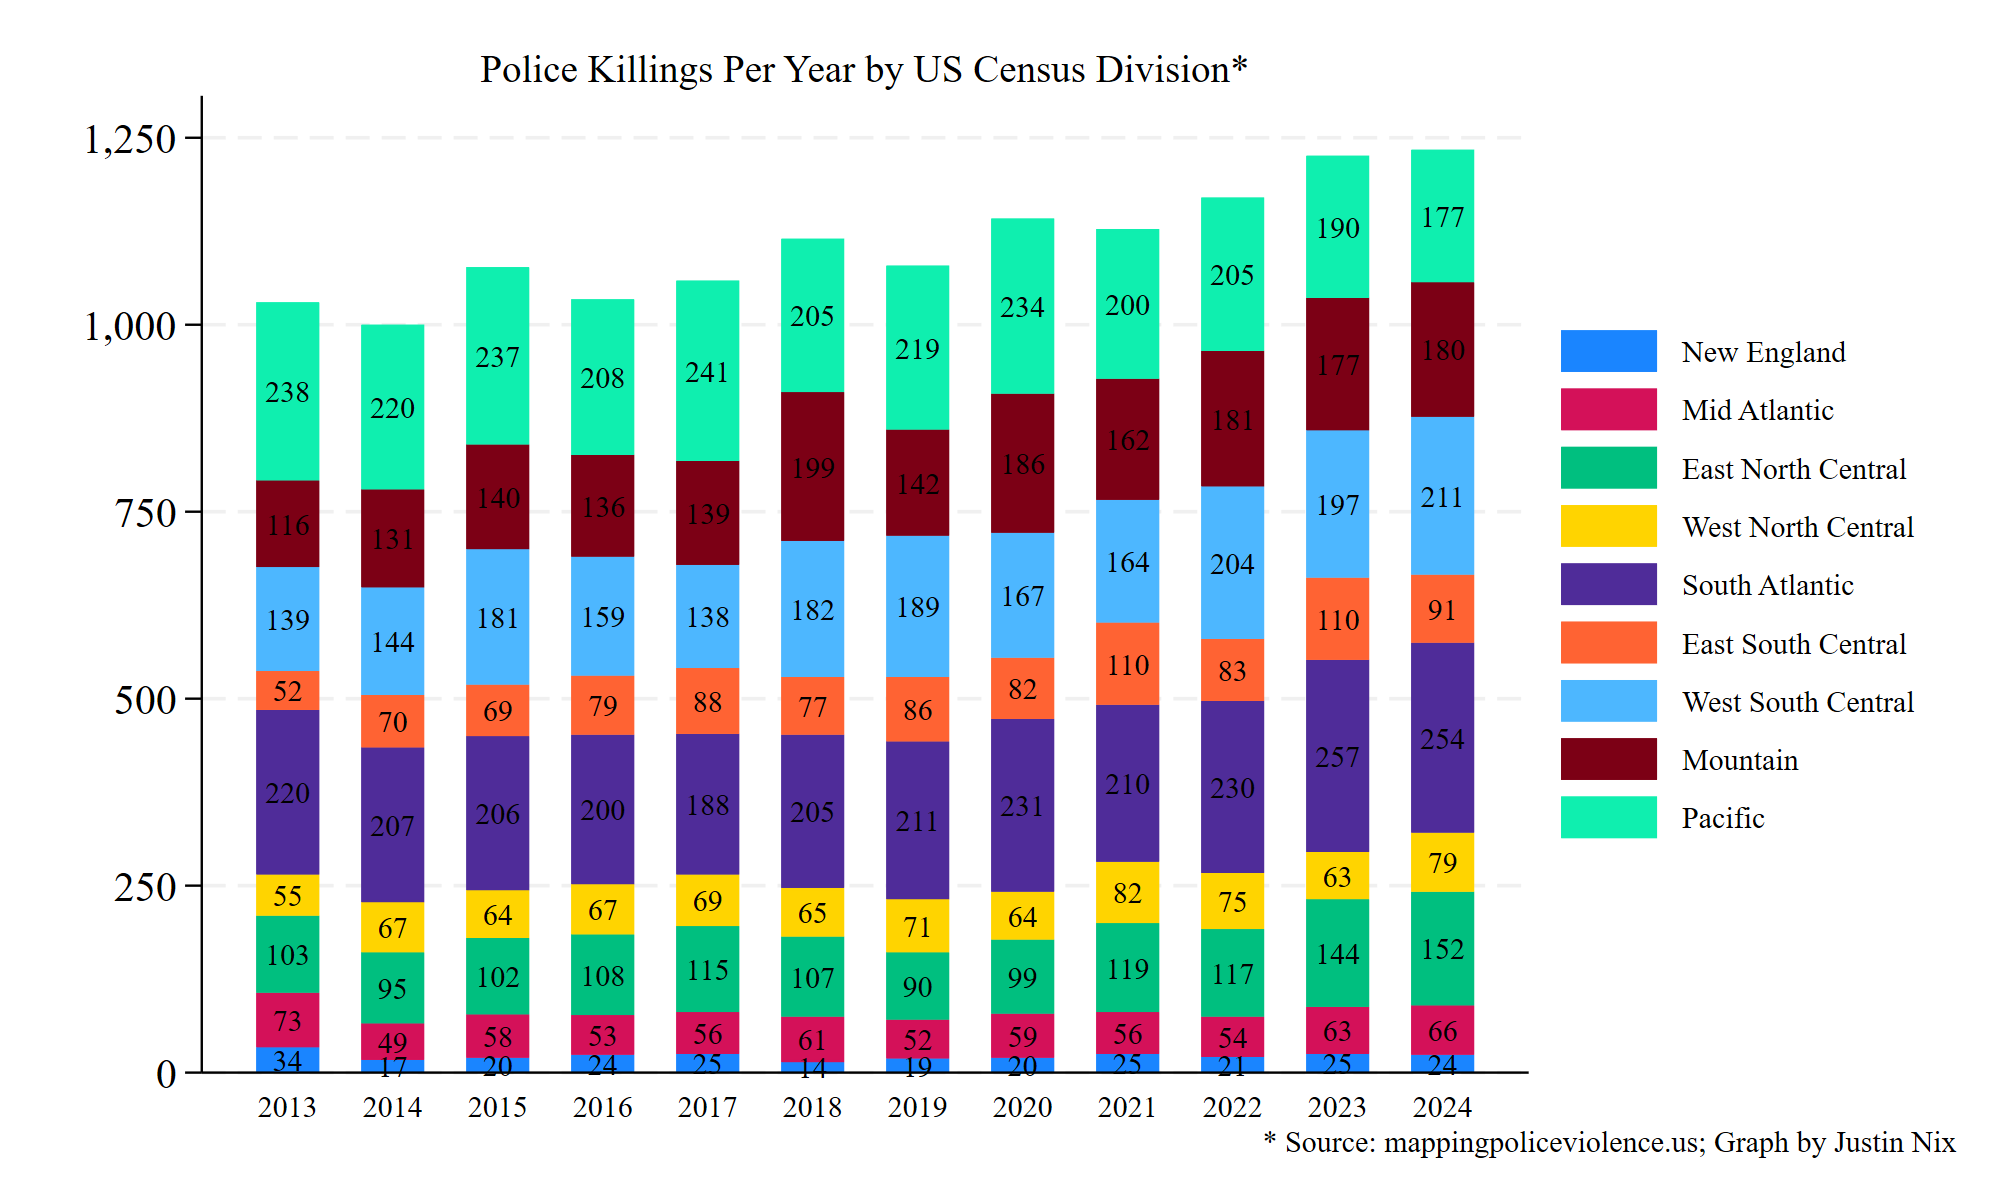 Police Killings Per Year by US Census Division*
1,250
1,000
750
500
250
0
238 220 237 208 241 205 219 234 200 205 190 177
116 131 140 136 139 199 142 186 162 181 177 180
139 144 181 159 138 182 189 167 164 204 197 211
52 70 69 79 88 77 86 82 110 83 110 91
220 207 206 200 188 205 211 231 210 230 257 254
55 67 64 67 69 65 71 64 82 75 63 79
103 95 102 108 115 107 90 99 119 117 144 152
73 49 58 53 56 61 52 59 56 54 63 66
34 17 20 24 25 14 19 20 25 21 25 24
2013 2014 2015 2016 2017 2018 2019 2020 2021 2022 2023 2024
New England
Mid Atlantic
East North Central
West North Central
South Atlantic
East South Central
West South Central
Mountain
Pacific
* Source: mappingpoliceviolence.us; Graph by Justin Nix